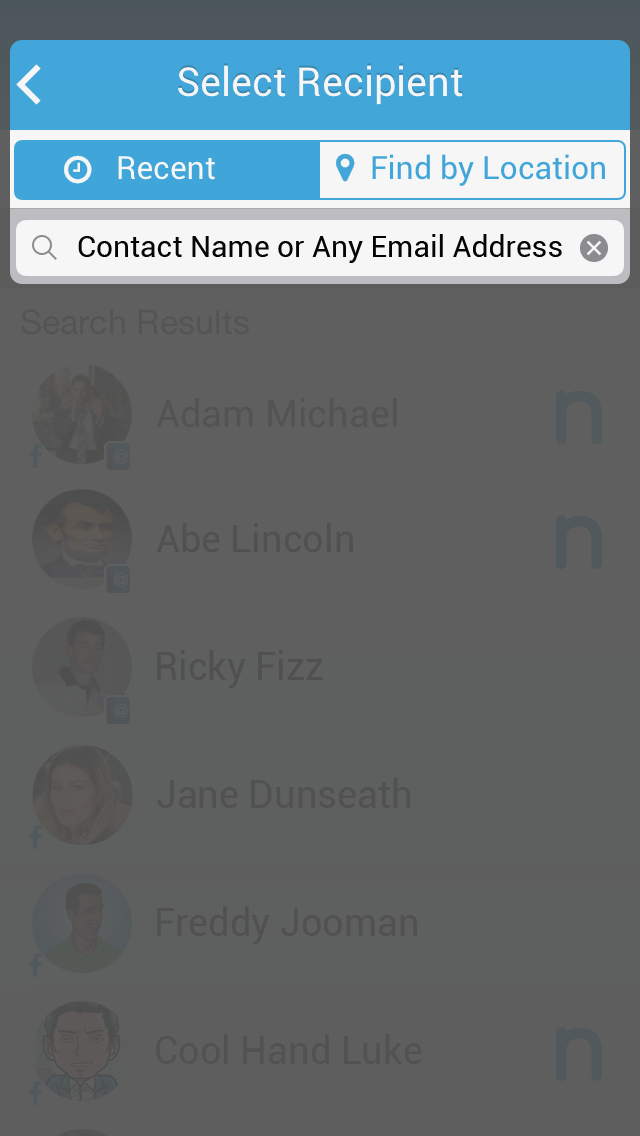 Select Recipient
Recent
Find by Location
Contact Name or Any Email Address
Search Results
Adam Michael
n
f
@
Abe Lincoln
n
@
Ricky Fizz
@
Jane Dunseath
f
Freddy Jooman
f
Cool Hand Luke
n
f